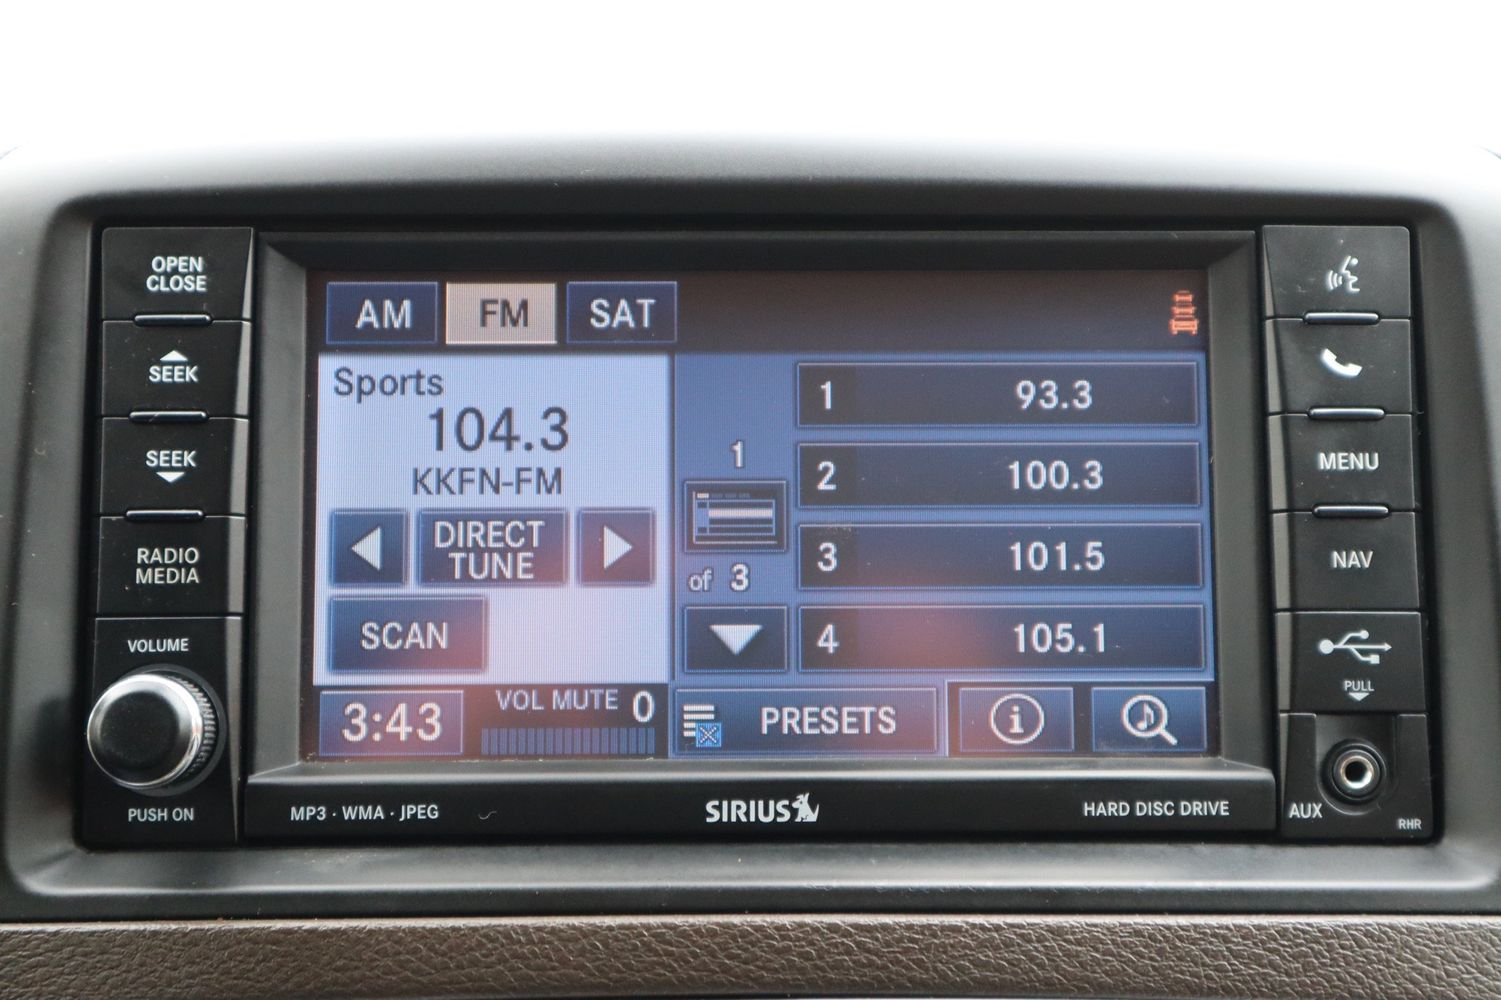 OPEN
CLOSE
SEEK
SEEK
RADIO
MEDIA
VOLUME
PUSH ON
AM FM SAT
Sports
104.3
KKFN-FM
DIRECT
TUNE
SCAN
3:43
VOL MUTE 0
1
of 3
1 93.3
2 100.3
3 101.5
4 105.1
PRESETS
i
MP3 · WMA · JPEG
SIRIUS
HARD DISC DRIVE
MENU
NAV
PULL
AUX
RHR